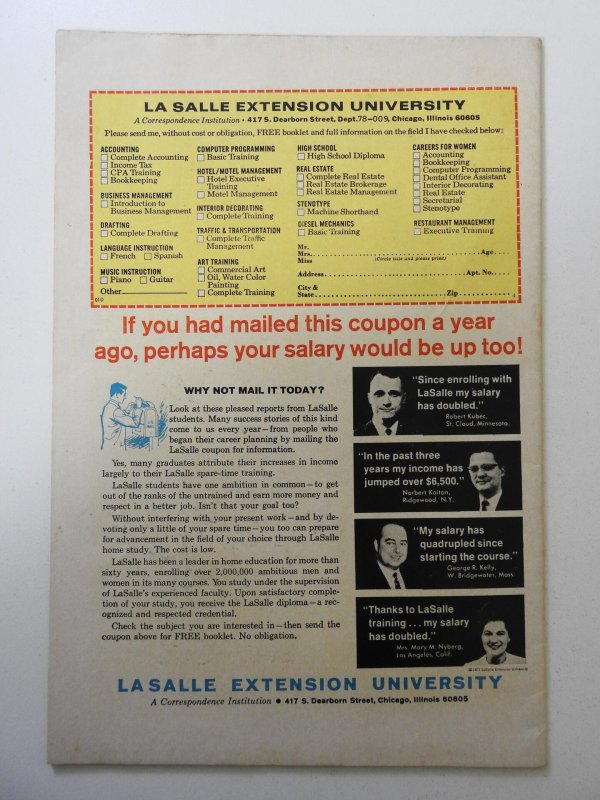 LA SALLE EXTENSION UNIVERSITY
A Correspondence Institution • 417 S. Dearborn Street, Dept. 78-009, Chicago, Illinois 60605
Please send me, without cost or obligation, FREE booklet and full information on the field I have checked below:
ACCOUNTING
Complete Accounting
Income Tax
CPA Training
Bookkeeping
BUSINESS MANAGEMENT
Introduction to
Business Management
DRAFTING
Complete Drafting
LANGUAGE INSTRUCTION
French Spanish
MUSIC INSTRUCTION
Piano Guitar
Other
COMPUTER PROGRAMMING
Basic Training
HOTEL/MOTEL MANAGEMENT
Hotel Executive
Training
Motel Management
INTERIOR DECORATING
Complete Training
TRAFFIC & TRANSPORTATION
Complete Traffic
Management
ART TRAINING
Commercial Art
Oil, Water Color
Painting
Complete Training
HIGH SCHOOL
High School Diploma
REAL ESTATE
Complete Real Estate
Real Estate Brokerage
Real Estate Management
STENOTYPE
Machine Shorthand
DIESEL MECHANICS
Basic Training
CAREERS FOR WOMEN
Accounting
Bookkeeping
Computer Programming
Dental Office Assistant
Interior Decorating
Real Estate
Secretarial
Stenotype
RESTAURANT MANAGEMENT
Executive Training
Mr.
Mrs. Age
Miss (Circle title and please print)
Address Apt. No.
City &
State Zip
If you had mailed this coupon a year
ago, perhaps your salary would be up too!
WHY NOT MAIL IT TODAY?
Look at these pleased reports from LaSalle
students. Many success stories of this kind
come to us every year—from people who
began their career planning by mailing the
LaSalle coupon for information.
Yes, many graduates attribute their increases in income
largely to their LaSalle spare-time training.
LaSalle students have one ambition in common—to get
out of the ranks of the untrained and earn more money and
respect in a better job. Isn't that your goal too?
Without interfering with your present work—and by de-
voting only a little of your spare time—you too can prepare
for advancement in the field of your choice through LaSalle
home study. The cost is low.
LaSalle has been a leader in home education for more than
sixty years, enrolling over 2,000,000 ambitious men and
women in its many courses. You study under the supervision
of LaSalle's experienced faculty. Upon satisfactory comple-
tion of your study, you receive the LaSalle diploma—a rec-
ognized and respected credential.
Check the subject you are interested in—then send the
coupon above for FREE booklet. No obligation.
"Since enrolling with
LaSalle my salary
has doubled."
Robert Kubec,
St. Cloud, Minnesota.
"In the past three
years my income has
jumped over $6,500."
Norbert Kaiton,
Ridgewood, N.Y.
"My salary has
quadrupled since
starting the course."
George R. Kelly,
W. Bridgewater, Mass.
"Thanks to LaSalle
training . . . my salary
has doubled."
Mrs. Mary M. Nyberg,
Los Angeles, Calif.
LASALLE EXTENSION UNIVERSITY
A Correspondence Institution • 417 S. Dearborn Street, Chicago, Illinois 60605